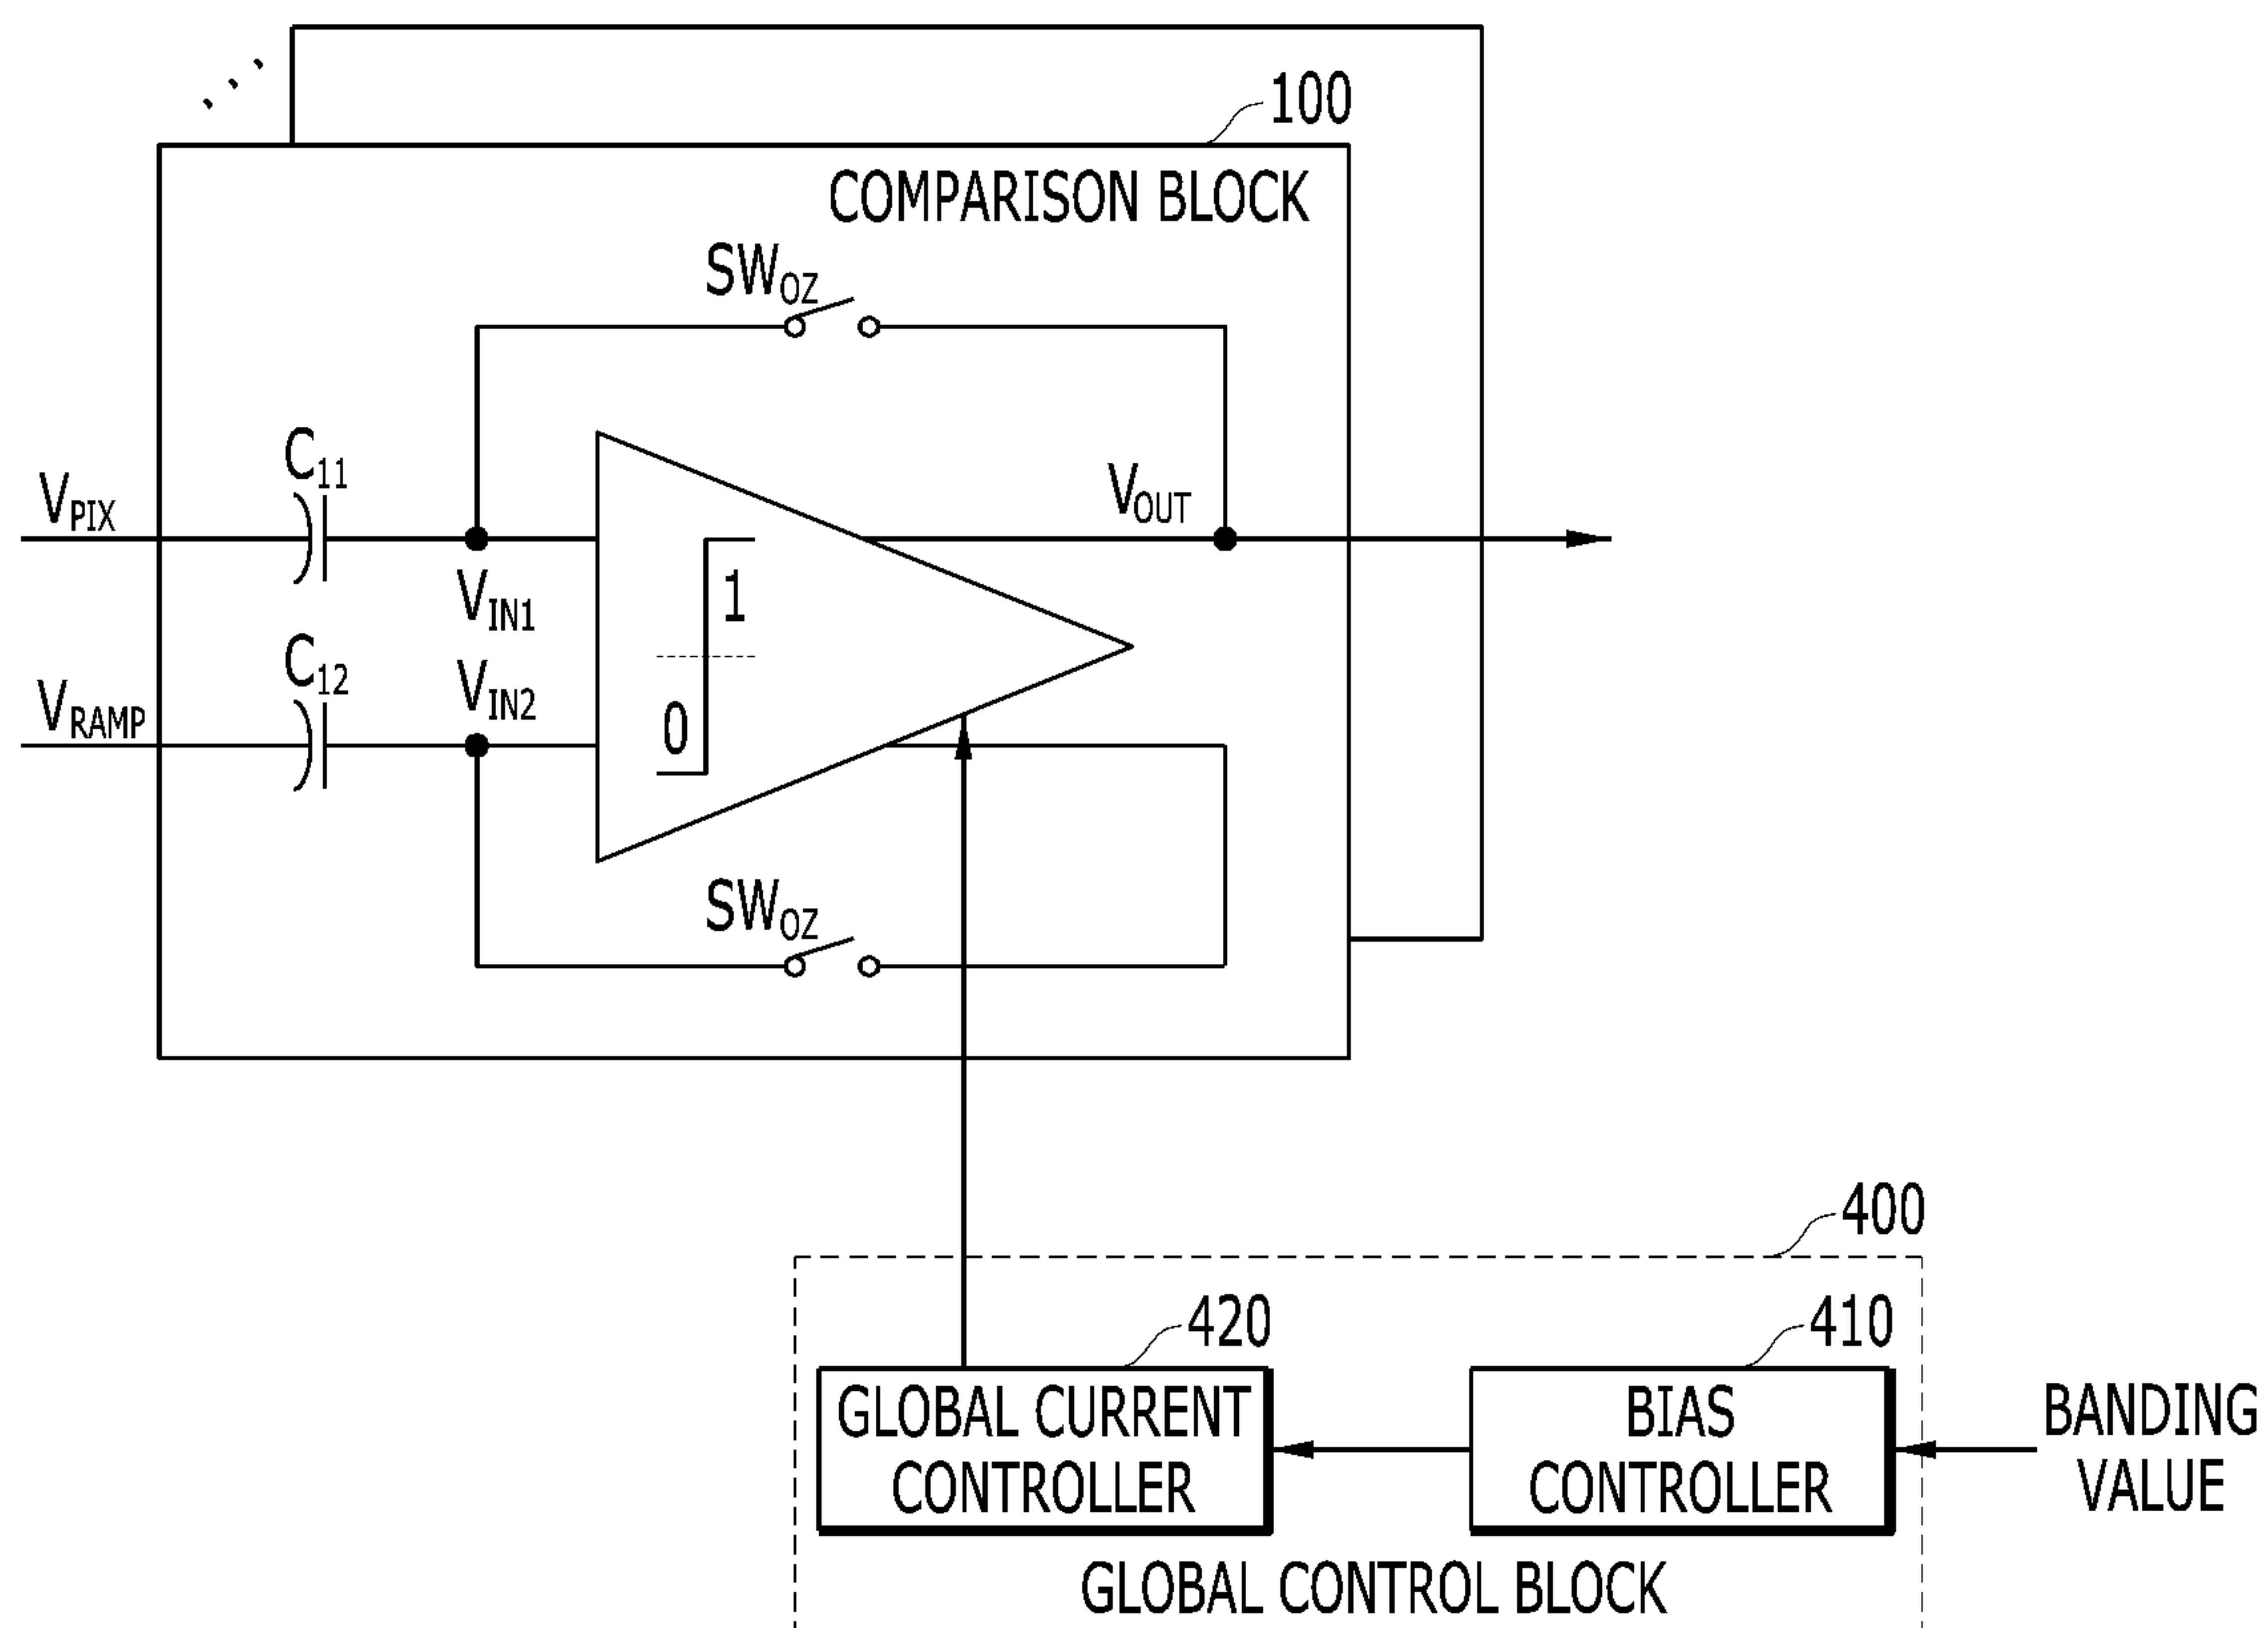 100
COMPARISON BLOCK
SWOZ
C11
VPIX
VOUT
VIN1
1
C12
VIN2
VRAMP
0
SWOZ
400
420
410
GLOBAL CURRENT
CONTROLLER
BIAS
CONTROLLER
BANDING
VALUE
GLOBAL CONTROL BLOCK